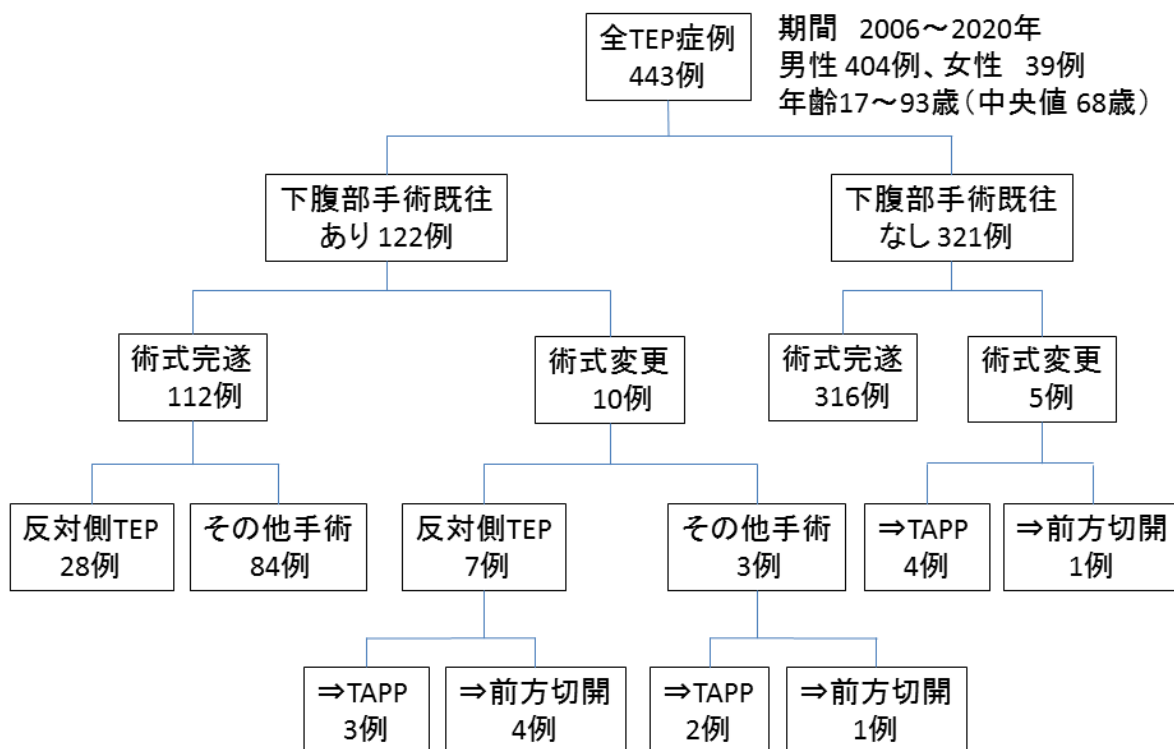 全TEP症例
443例
期間 2006～2020年
男性 404例、女性 39例
年齢17～93歳（中央値 68歳）
下腹部手術既往
あり 122例
下腹部手術既往
なし 321例
術式完遂
112例
術式変更
10例
術式完遂
316例
術式変更
5例
反対側TEP
28例
その他手術
84例
反対側TEP
7例
その他手術
3例
⇒TAPP
4例
⇒前方切開
1例
⇒TAPP
3例
⇒前方切開
4例
⇒TAPP
2例
⇒前方切開
1例